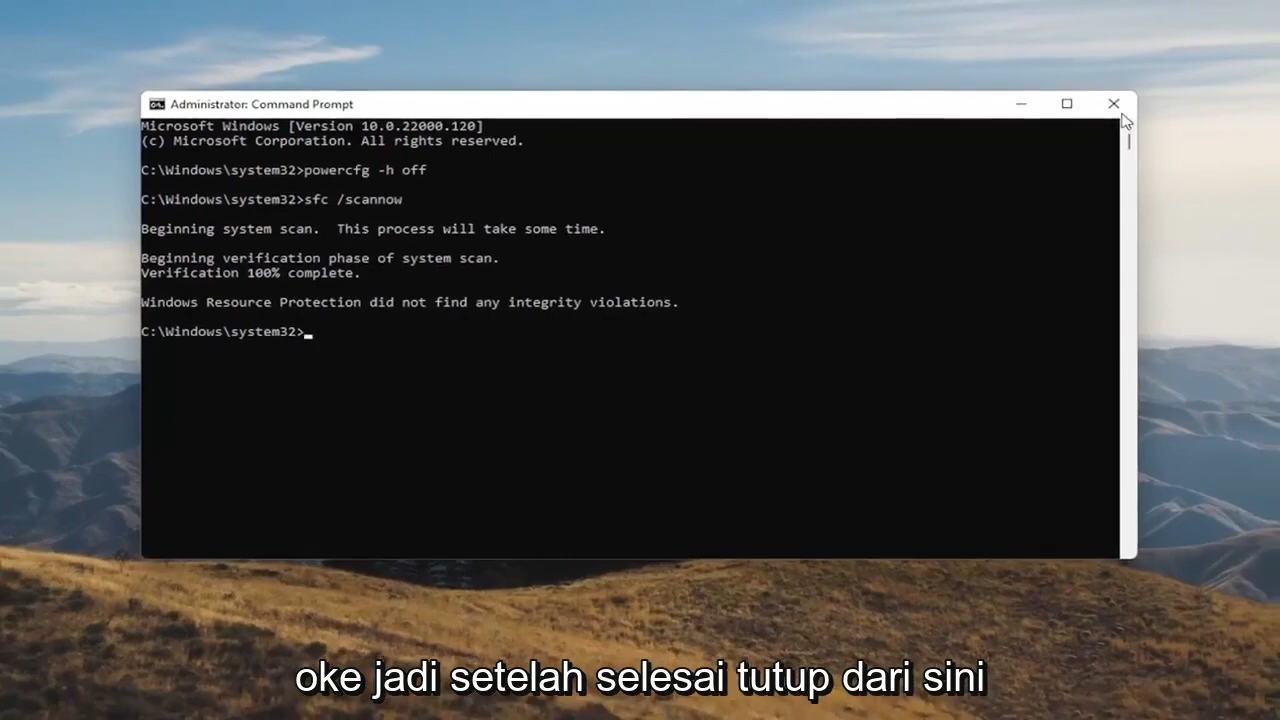 Administrator: Command Prompt
Microsoft Windows [Version 10.0.22000.120]
(c) Microsoft Corporation. All rights reserved.
C:\Windows\system32>powercfg -h off
C:\Windows\system32>sfc /scannow
Beginning system scan.  This process will take some time.
Beginning verification phase of system scan.
Verification 100% complete.
Windows Resource Protection did not find any integrity violations.
C:\Windows\system32>
oke jadi setelah selesai tutup dari sini